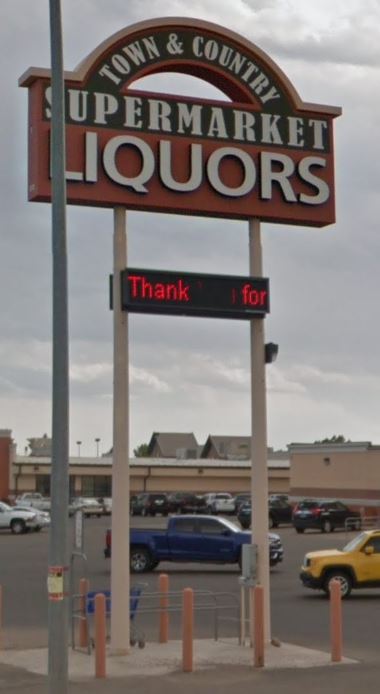 TOWN & COUNTRY
SUPERMARKET
LIQUORS
Thank for